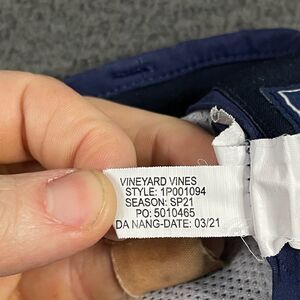 VINEYARD VINES
STYLE: 1P001094
SEASON: SP21
PO: 5010465
DA NANG-DATE: 03/21